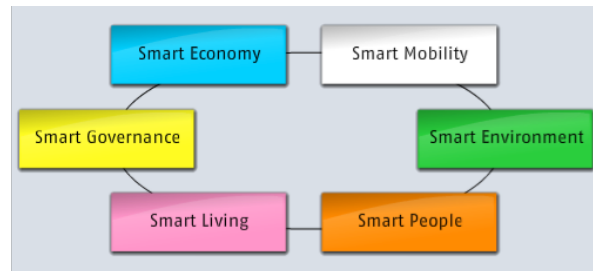 Smart Economy
Smart Mobility
Smart Governance
Smart Environment
Smart Living
Smart People